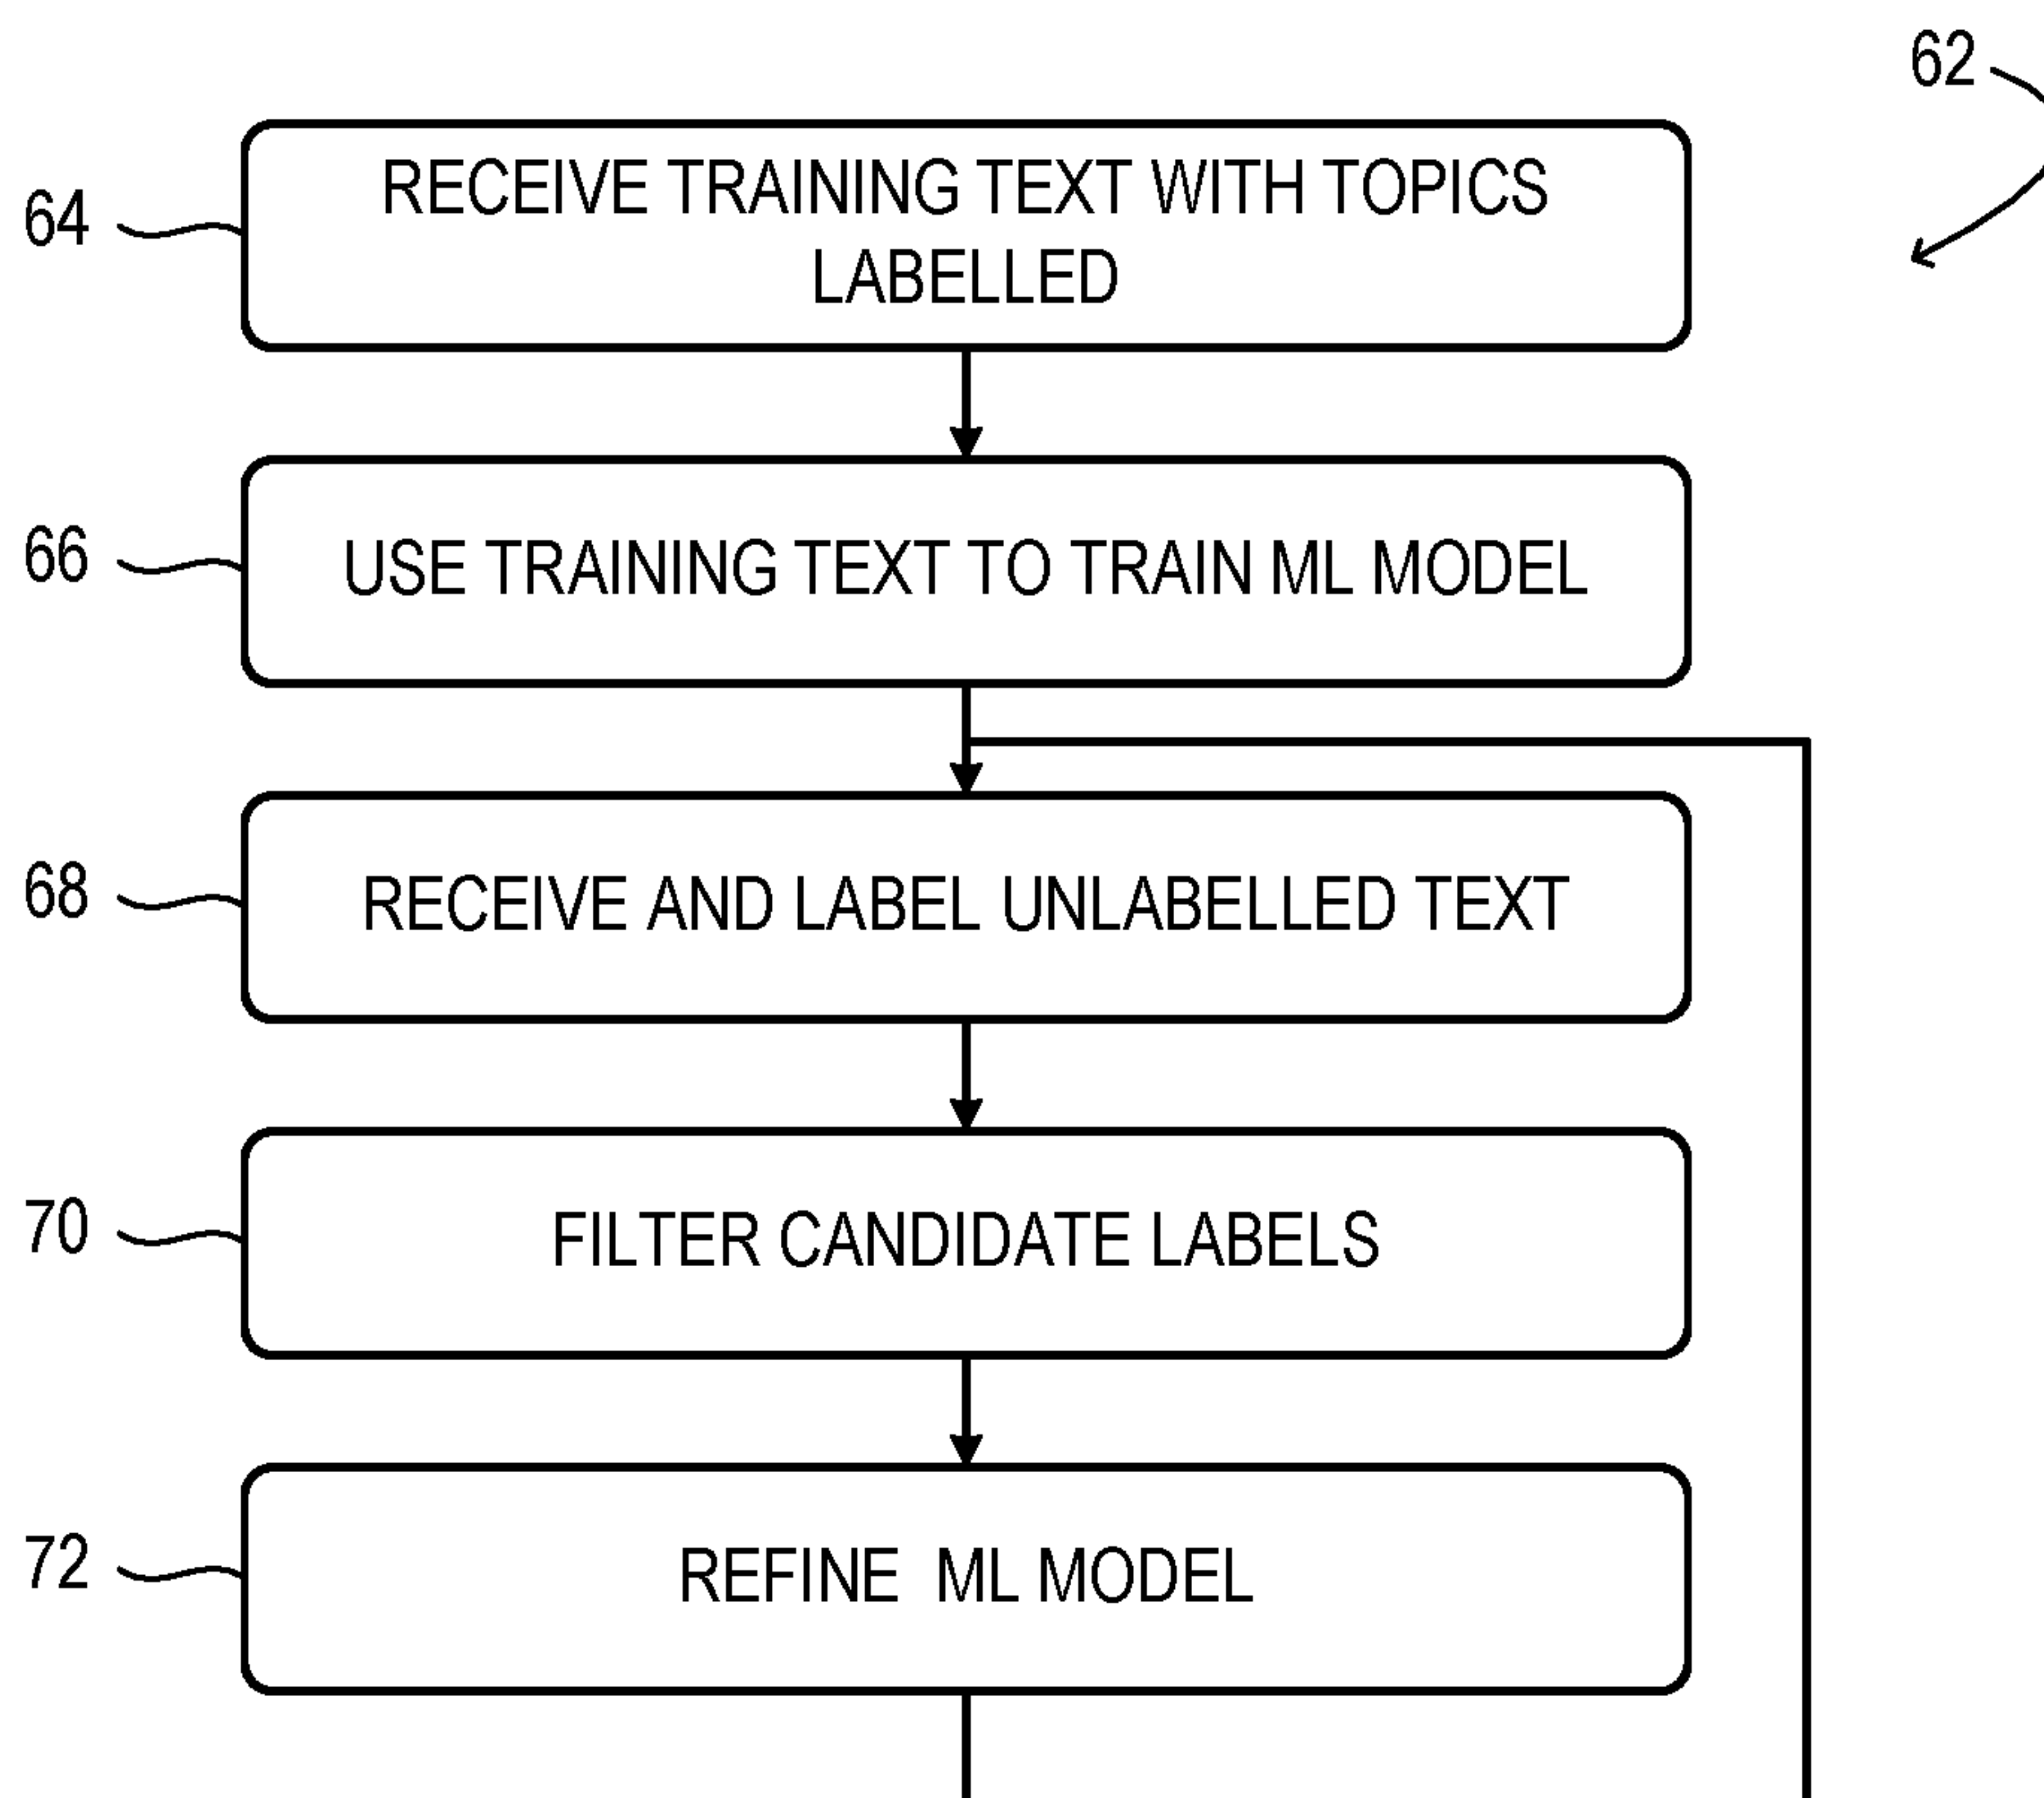 62
64
RECEIVE TRAINING TEXT WITH TOPICS
LABELLED
66
USE TRAINING TEXT TO TRAIN ML MODEL
68
RECEIVE AND LABEL UNLABELLED TEXT
70
FILTER CANDIDATE LABELS
72
REFINE ML MODEL